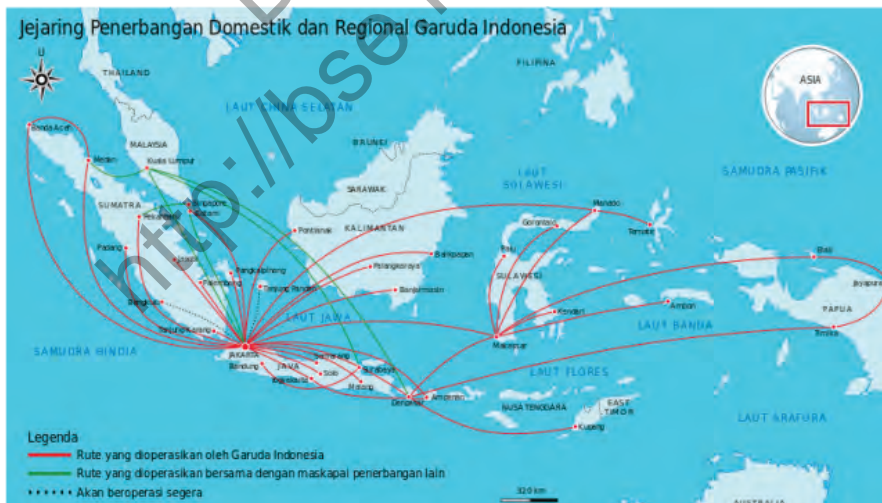 Jejaring Penerbangan Domestik dan Regional Garuda Indonesia
http://bse.
U
THAILAND
FILIPINA
ASIA
LAUT CHINA SELATAN
Banda Aceh
MALAYSIA
BRUNEI
Medan
Kuala Lumpur
LAUT
SULAWESI
SAMUDRA PASIFIK
SARAWAK
SUMATRA
Singapore
Batam
Pekanbaru
Manado
KALIMANTAN
Gorontalo
Ternate
Pontianak
Padang
Balikpapan
Palu
Biak
Jambi
Palangkaraya
SULAWESI
Pangkalpinang
Jayapura
Palembang
Tanjung Pandan
Banjarmasin
Bengkulu
Kendari
Ambon
PAPUA
LAUT JAWA
LAUT BANDA
Timika
Tanjung Karang
Makassar
SAMUDRA HINDIA
JAKARTA
Semarang
Bandung
JAVA
Solo
Surabaya
LAUT FLORES
Yogyakarta
Malang
Denpasar
Ampenan
NUSA TENGGARA
EAST
TIMOR
LAUT ARAFURA
Kupang
Legenda
Rute yang dioperasikan oleh Garuda Indonesia
Rute yang dioperasikan bersama dengan maskapai penerbangan lain
Akan beroperasi segera
320 km
AUSTRALIA